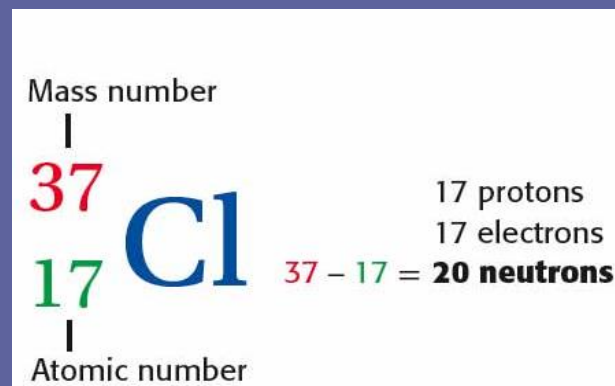 Mass number
37
17
Cl
17 protons
17 electrons
37 – 17 = 20 neutrons
Atomic number